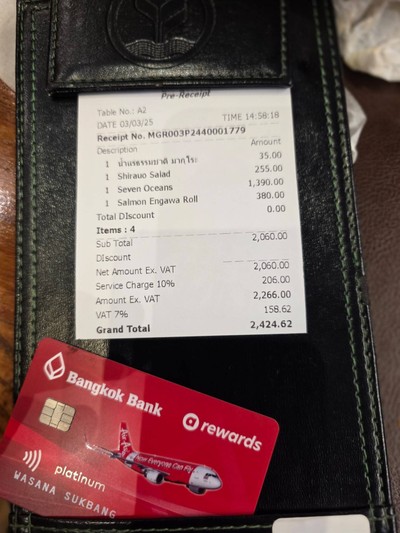 Pre-Receipt
Table No.: A2
DATE 03/03/25 TIME 14:58:18
Receipt No. MGR003P2440001779
Description Amount
1 น้ำแร่ธรรมชาติ มากิโระ 35.00
1 Shirauo Salad 255.00
1 Seven Oceans 1,390.00
1 Salmon Engawa Roll 380.00
Total DIscount 0.00
Items : 4
Sub Total 2,060.00
DIscount
Net Amount Ex. VAT 2,060.00
Service Charge 10% 206.00
Amount Ex. VAT 2,266.00
VAT 7% 158.62
Grand Total 2,424.62
Bangkok Bank
rewards
Now Everyone Can Fly
platinum
WASANA SUKBANG